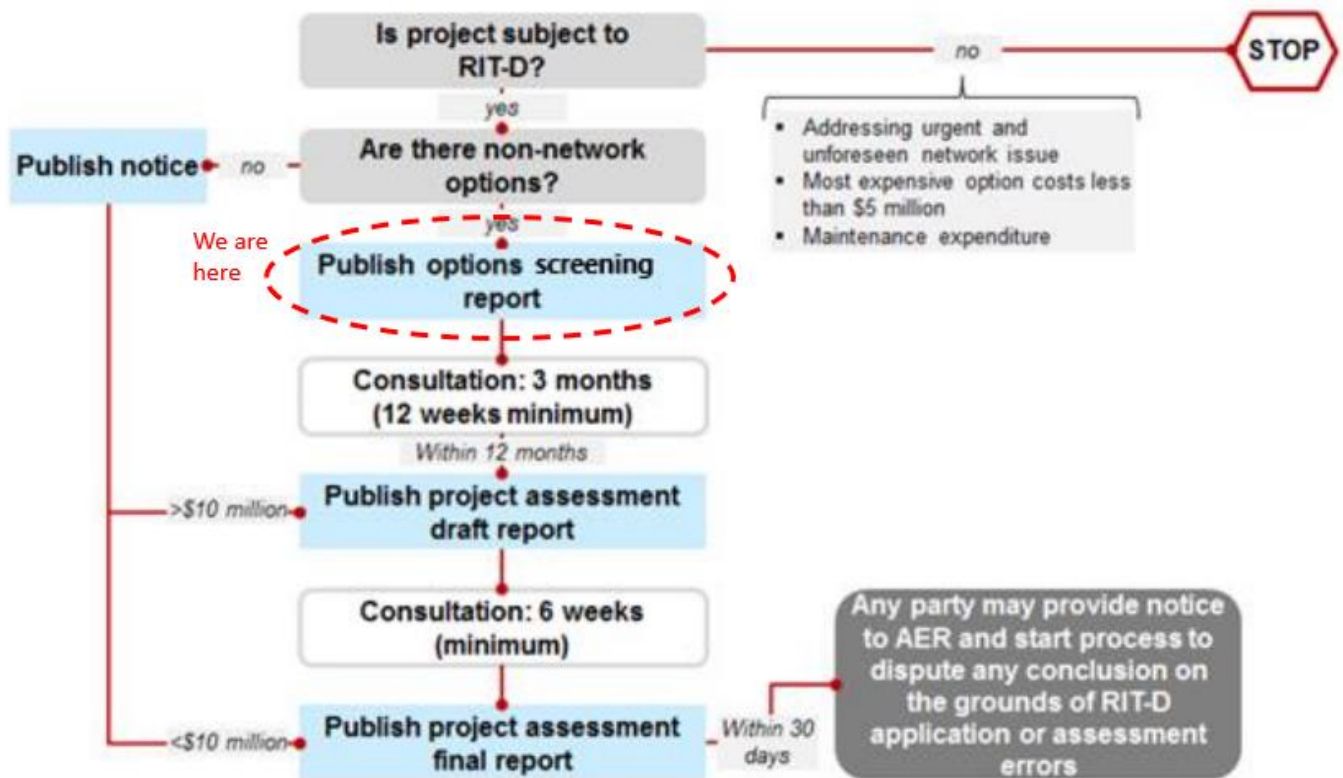 Is project subject to
RIT-D?
no
STOP
yes
▪ Addressing urgent and
unforeseen network issue
▪ Most expensive option costs less
than $5 million
▪ Maintenance expenditure
Publish notice
no
Are there non-network
options?
yes
We are
here
Publish options screening
report
Consultation: 3 months
(12 weeks minimum)
Within 12 months
>$10 million
Publish project assessment
draft report
Consultation: 6 weeks
(minimum)
<$10 million
Publish project assessment
final report
Within 30
days
Any party may provide notice
to AER and start process to
dispute any conclusion on
the grounds of RIT-D
application or assessment
errors